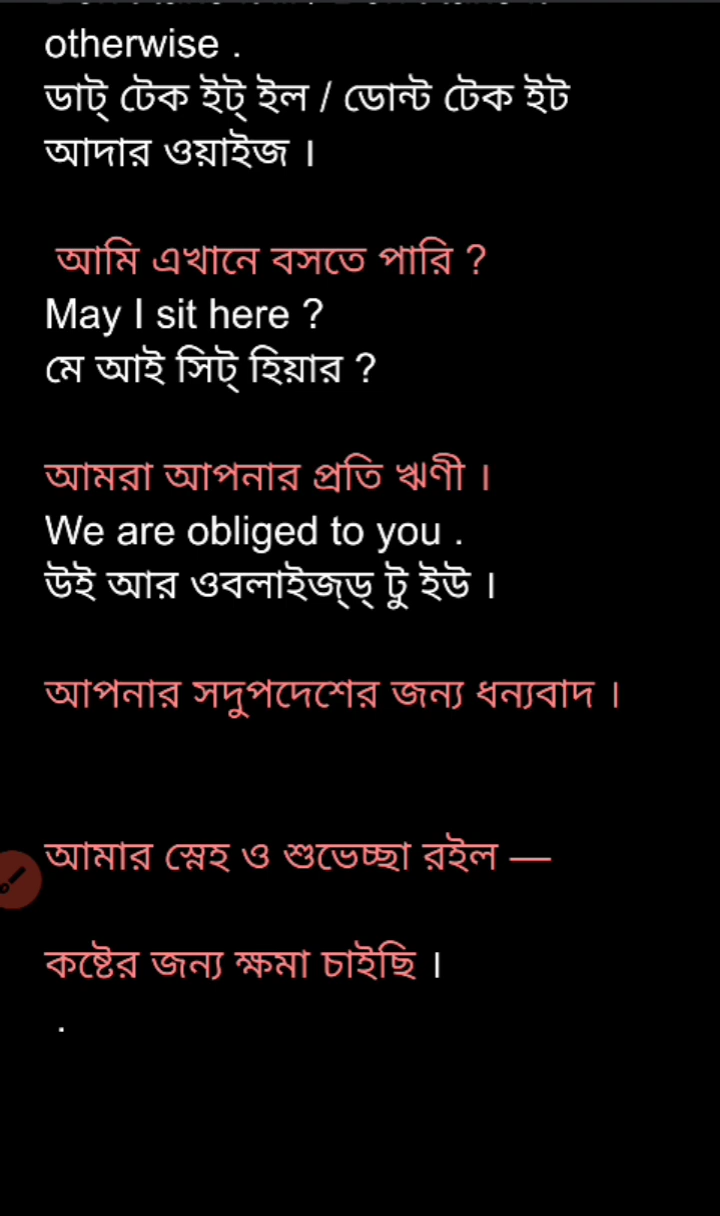 otherwise .
ডাট্ টেক ইট্ ইল / ডোন্ট টেক ইট
আদার ওয়াইজ ।
আমি এখানে বসতে পারি ?
May I sit here ?
মে আই সিট্ হিয়ার ?
আমরা আপনার প্রতি ঋণী ।
We are obliged to you .
উই আর ওবলাইজ্ড্ টু ইউ ।
আপনার সদুপদেশের জন্য ধন্যবাদ ।
আমার স্নেহ ও শুভেচ্ছা রইল —
কষ্টের জন্য ক্ষমা চাইছি ।
.